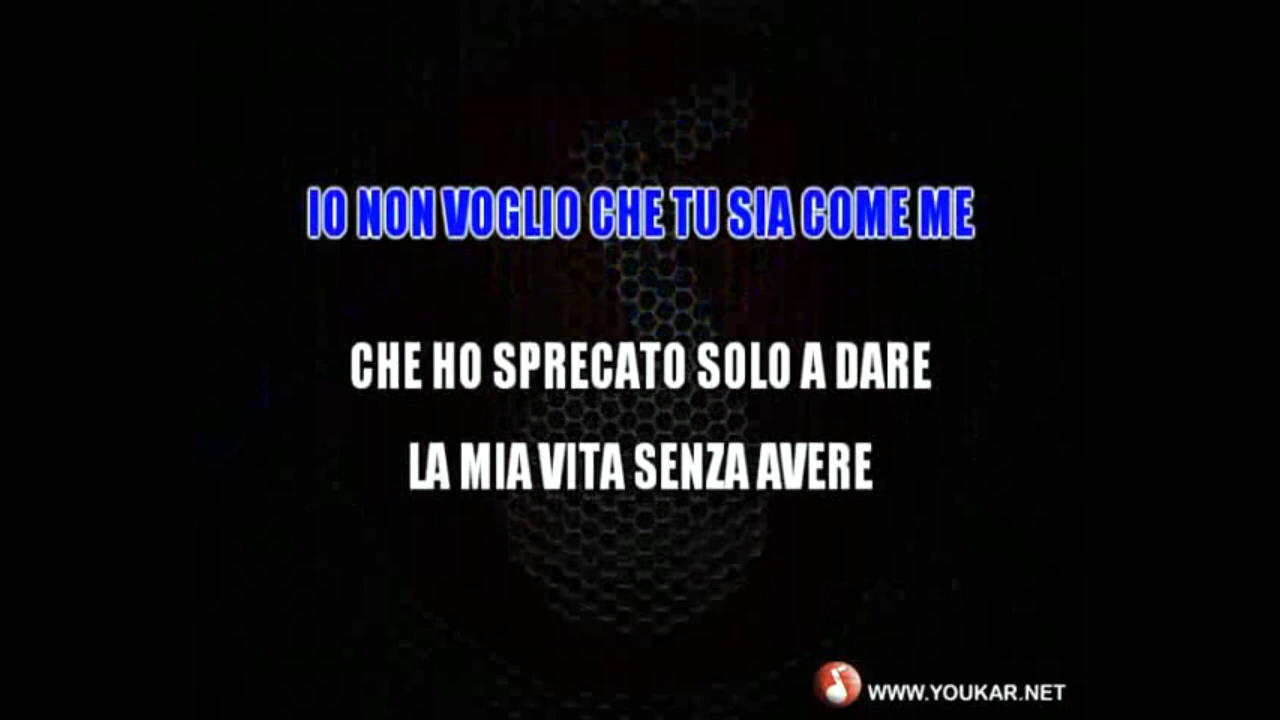 IO NON VOGLIO CHE TU SIA COME ME
CHE HO SPRECATO SOLO A DARE
LA MIA VITA SENZA AVERE
WWW.YOUKAR.NET